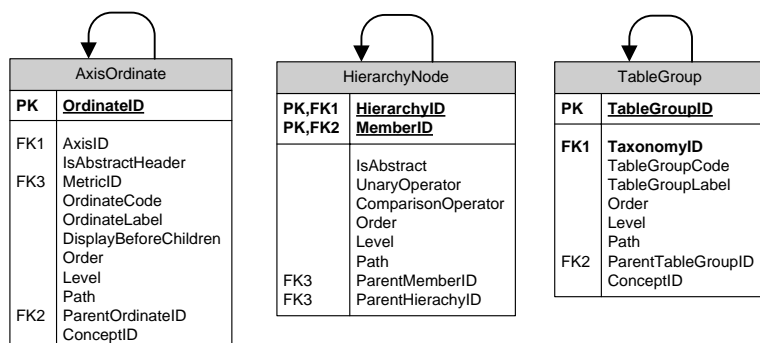 AxisOrdinate
PK OrdinateID
FK1 AxisID
IsAbstractHeader
FK3 MetricID
OrdinateCode
OrdinateLabel
DisplayBeforeChildren
Order
Level
Path
FK2 ParentOrdinateID
ConceptID
HierarchyNode
PK,FK1 HierarchyID
PK,FK2 MemberID
IsAbstract
UnaryOperator
ComparisonOperator
Order
Level
Path
FK3 ParentMemberID
FK3 ParentHierachyID
TableGroup
PK TableGroupID
FK1 TaxonomyID
TableGroupCode
TableGroupLabel
Order
Level
Path
FK2 ParentTableGroupID
ConceptID